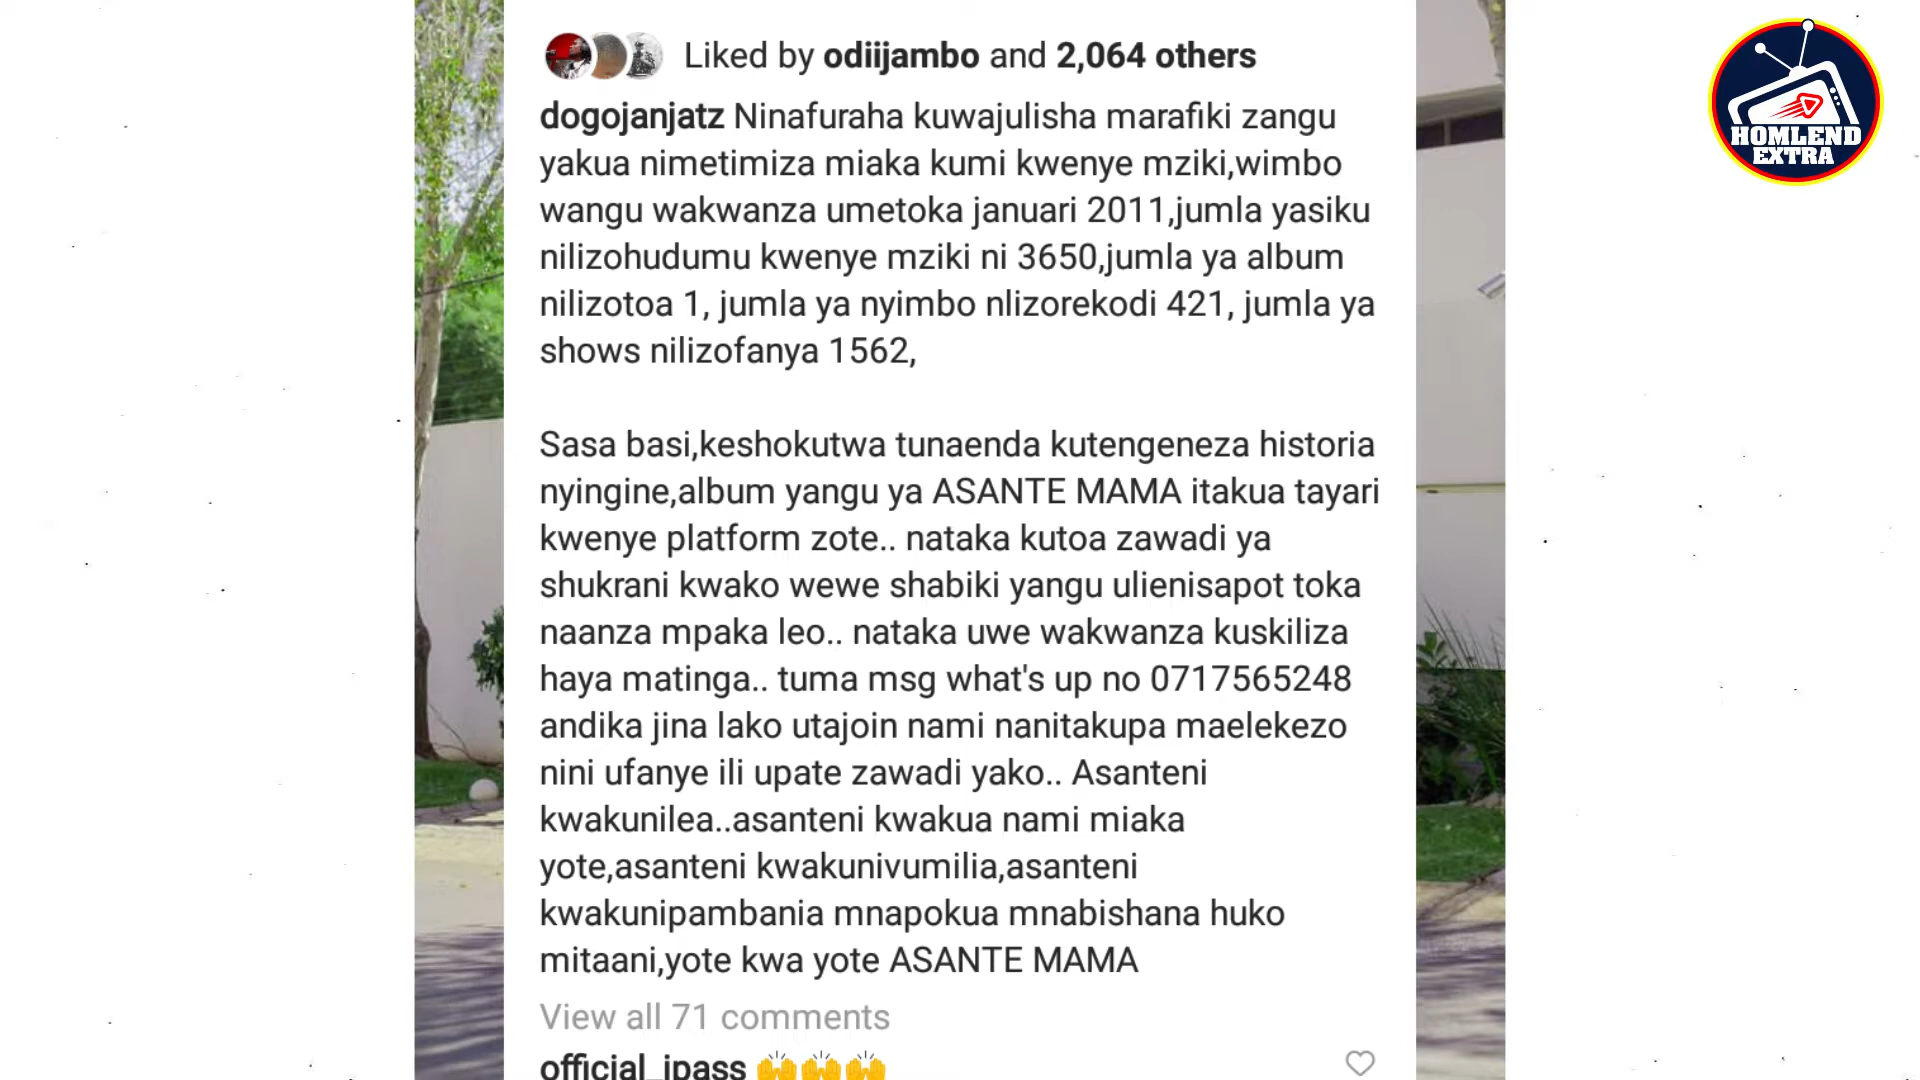 Liked by odiijambo and 2,064 others
dogojanjatz Ninafuraha kuwajulisha marafiki zangu
yakua nimetimiza miaka kumi kwenye mziki,wimbo
wangu wakwanza umetoka januari 2011,jumla yasiku
nilizohudumu kwenye mziki ni 3650,jumla ya album
nilizotoa 1, jumla ya nyimbo nlizorekodi 421, jumla ya
shows nilizofanya 1562,
Sasa basi,keshokutwa tunaenda kutengeneza historia
nyingine,album yangu ya ASANTE MAMA itakua tayari
kwenye platform zote.. nataka kutoa zawadi ya
shukrani kwako wewe shabiki yangu ulienisapot toka
naanza mpaka leo.. nataka uwe wakwanza kuskiliza
haya matinga.. tuma msg what's up no 0717565248
andika jina lako utajoin nami nanitakupa maelekezo
nini ufanye ili upate zawadi yako.. Asanteni
kwakunilea..asanteni kwakua nami miaka
yote,asanteni kwakunivumilia,asanteni
kwakunipambania mnapokua mnabishana huko
mitaani,yote kwa yote ASANTE MAMA
View all 71 comments
official_ipass 🙌🙌🙌
HOMLEND
EXTRA